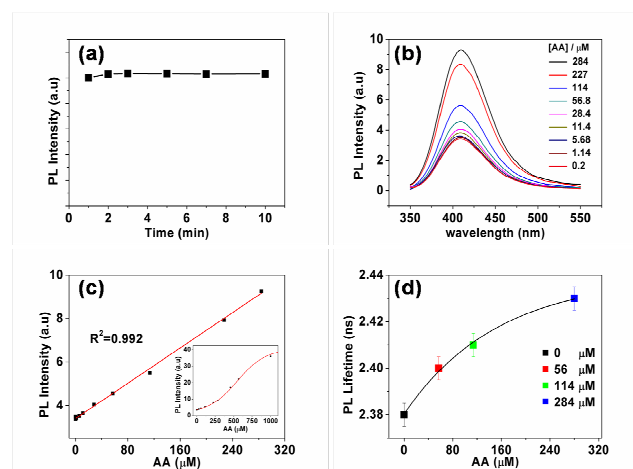 (a)
PL Intensity (a.u)
0 2 4 6 8 10
Time (min)
(b)
10
8
6
4
2
0
PL Intensity (a.u)
350 400 450 500 550
wavelength (nm)
[AA] / μM
284
227
114
56.8
28.4
11.4
5.68
1.14
0.2
(c)
10
8
6
4
2
PL Intensity (a.u)
R²=0.992
0 80 160 240 320
AA (μM)
40
30
20
10
0
PL Intensity (a.u)
0 250 500 750 1000
AA (μM)
(d)
2.44
2.42
2.40
2.38
PL Lifetime (ns)
0 μM
56 μM
114 μM
284 μM
0 80 160 240 320
AA (μM)